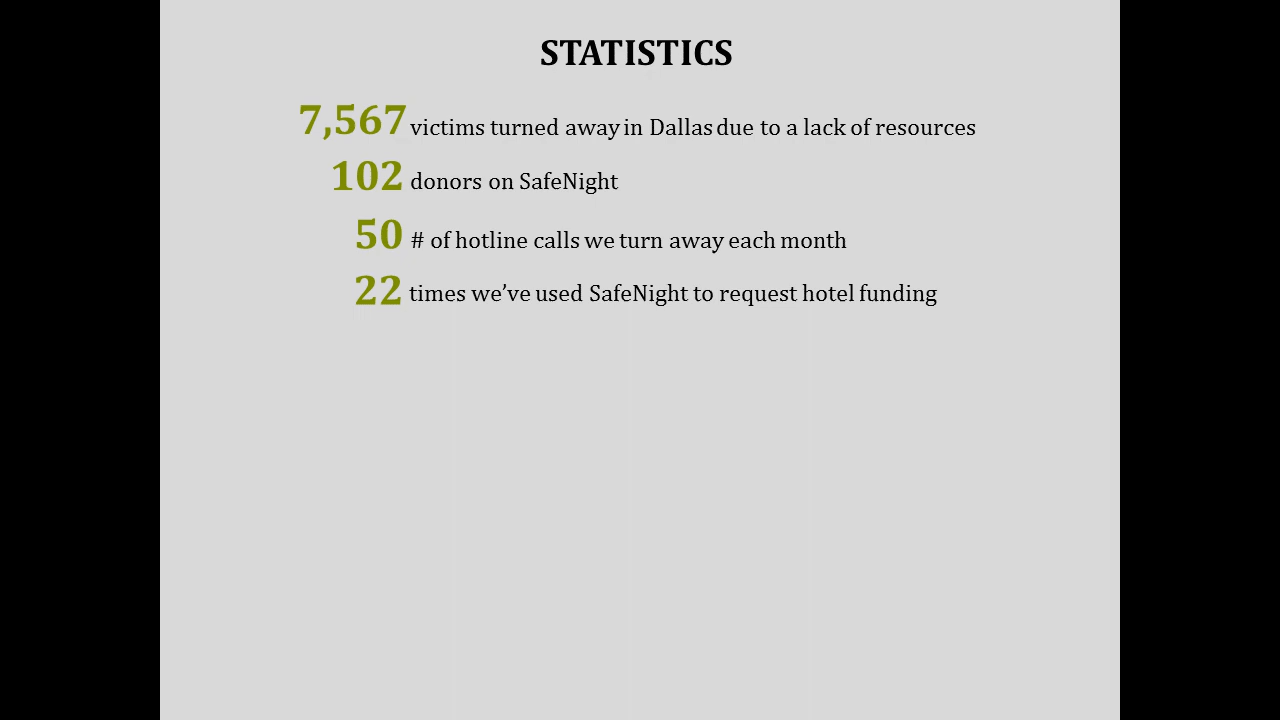 STATISTICS
7,567 victims turned away in Dallas due to a lack of resources
102 donors on SafeNight
50 # of hotline calls we turn away each month
22 times we’ve used SafeNight to request hotel funding